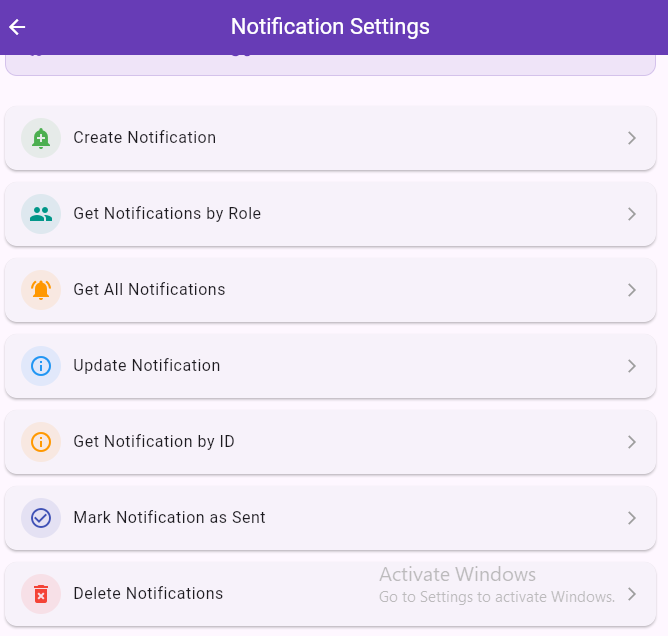 Notification Settings
Create Notification
Get Notifications by Role
Get All Notifications
Update Notification
Get Notification by ID
Mark Notification as Sent
Delete Notifications
Activate Windows
Go to Settings to activate Windows.